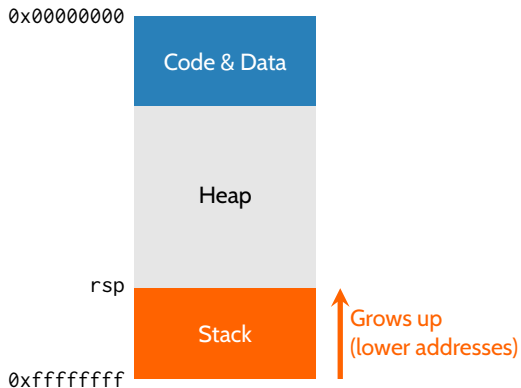 0x00000000
Code & Data
Heap
rsp
Stack
Grows up
(lower addresses)
0xffffffff